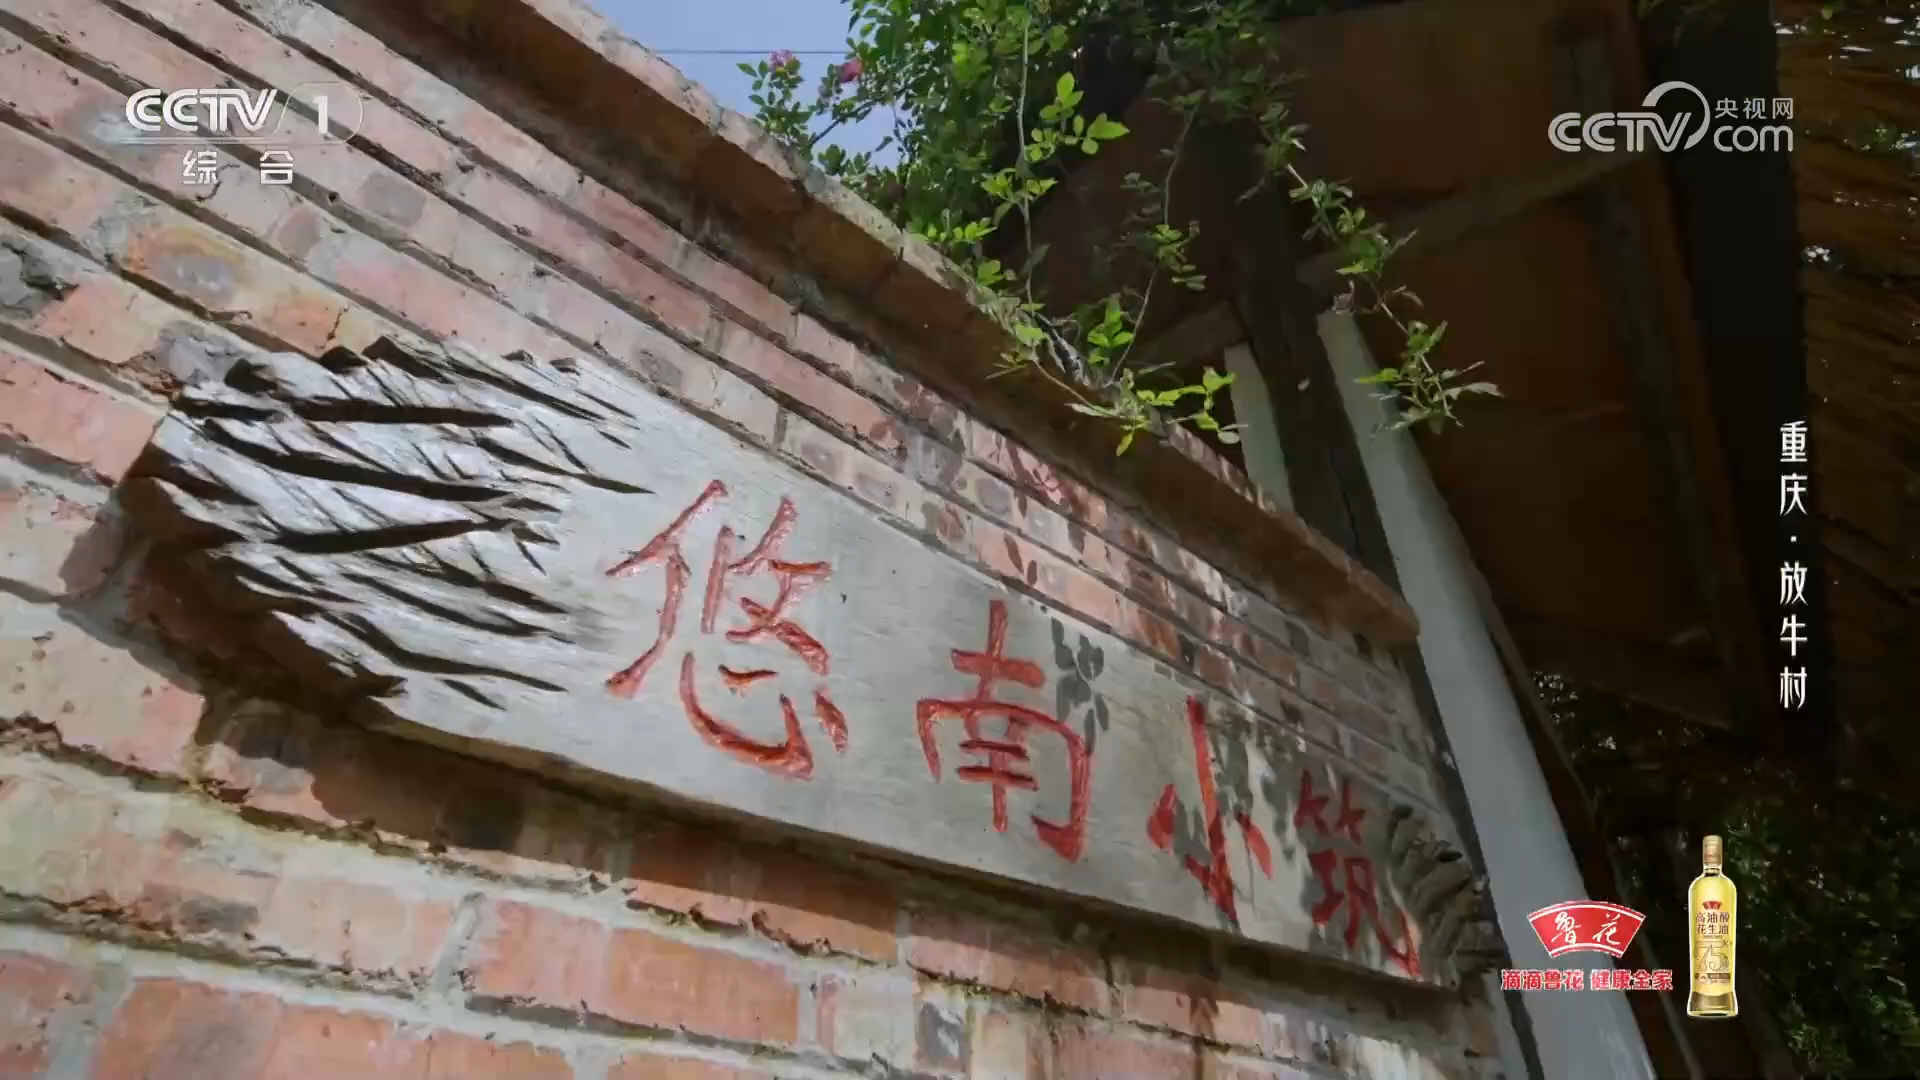 CCTV 1
综合
CCTV.com
央视网
重庆·放牛村
悠南小筑
鲁花
滴滴鲁花 健康全家
高油酸
花生油
75